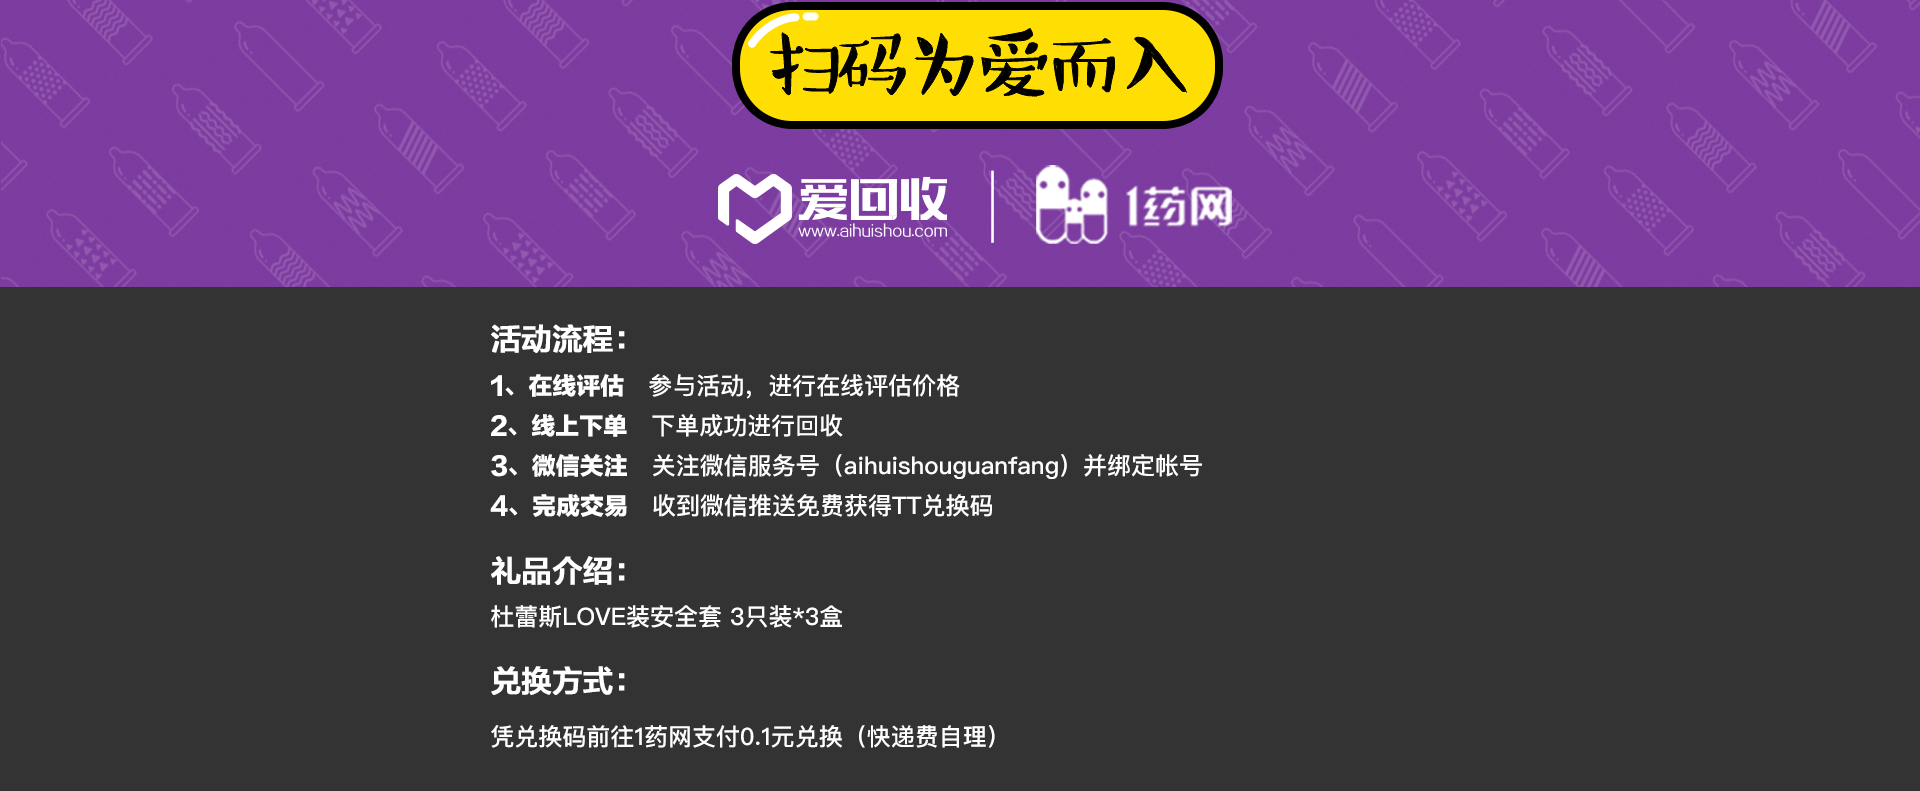 扫码为爱而入
爱回收
www.aihuishou.com
1药网
活动流程：
1、在线评估 参与活动，进行在线评估价格
2、线上下单 下单成功进行回收
3、微信关注 关注微信服务号（aihuishouguanfang）并绑定帐号
4、完成交易 收到微信推送免费获得TT兑换码
礼品介绍：
杜蕾斯LOVE装安全套 3只装*3盒
兑换方式：
凭兑换码前往1药网支付0.1元兑换（快递费自理）